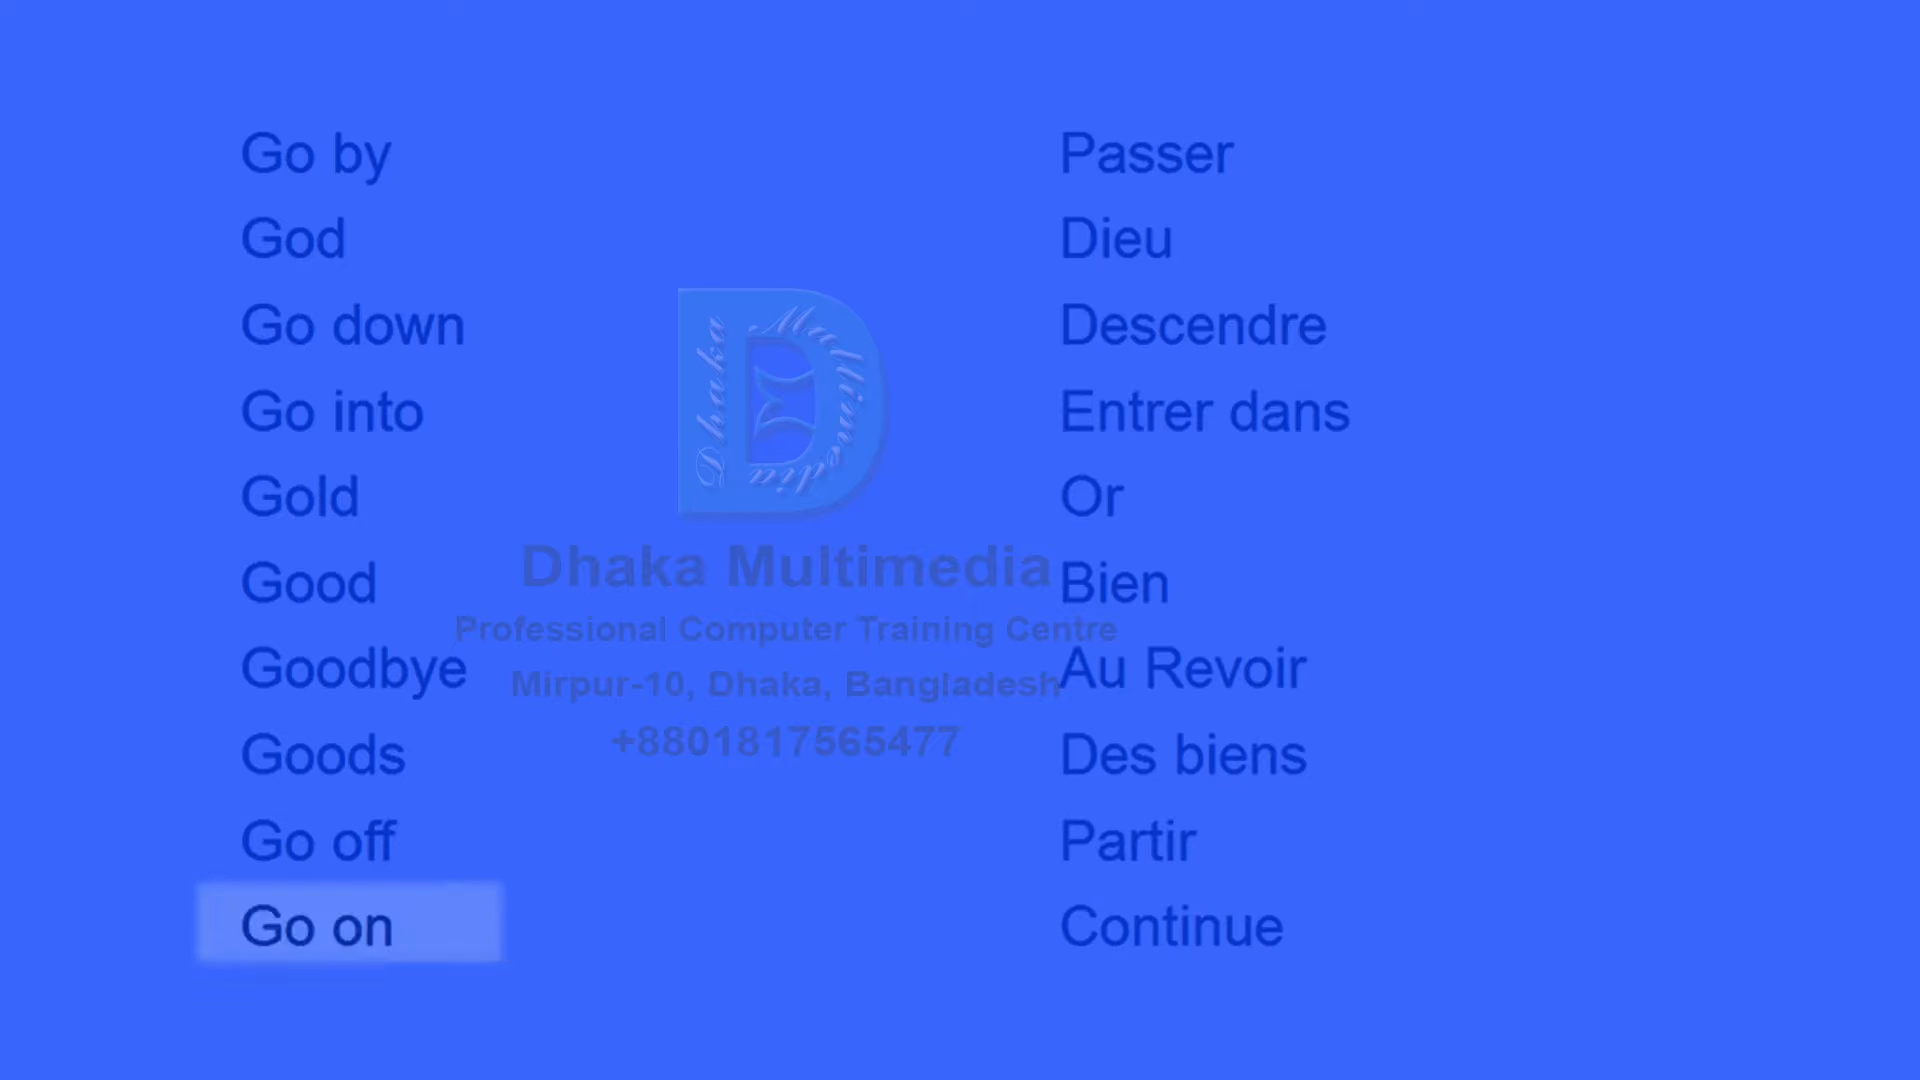 Go by Passer
God Dieu
Go down Descendre
Go into Entrer dans
Gold Or
Good Bien
Goodbye Au Revoir
Goods Des biens
Go off Partir
Go on Continue
Dhaka Multimedia
Dhaka Multimedia
Professional Computer Training Centre
Mirpur-10, Dhaka, Bangladesh
+8801817565477